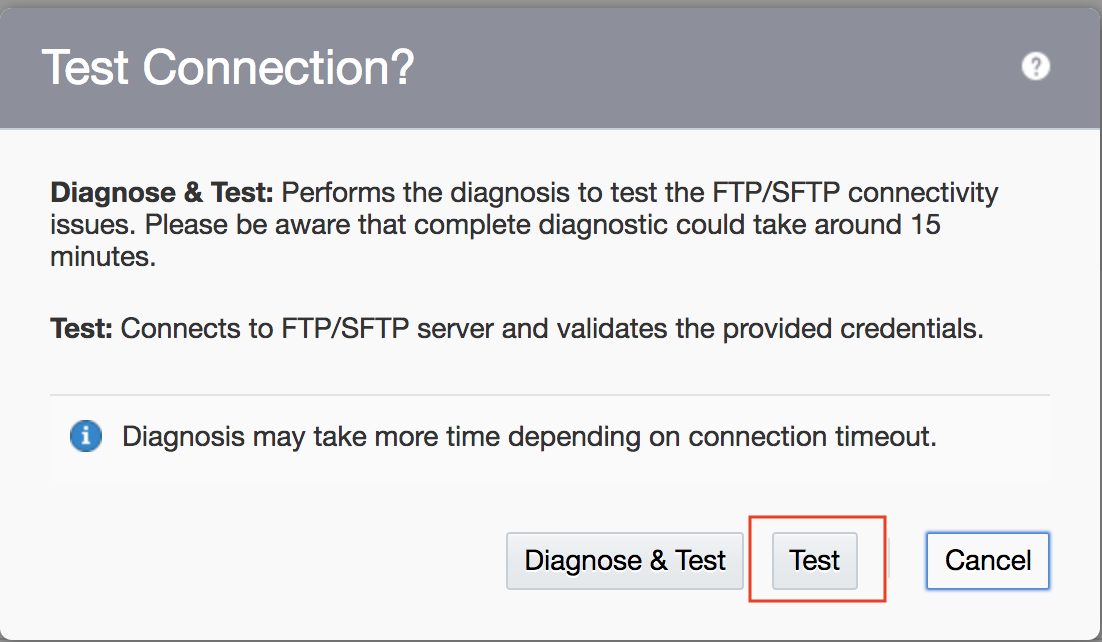 Test Connection?
?
Diagnose & Test: Performs the diagnosis to test the FTP/SFTP connectivity
issues. Please be aware that complete diagnostic could take around 15
minutes.
Test: Connects to FTP/SFTP server and validates the provided credentials.
i Diagnosis may take more time depending on connection timeout.
Diagnose & Test Test Cancel